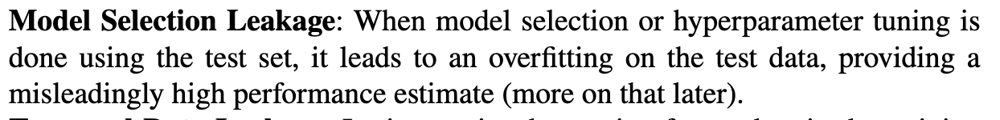 Model Selection Leakage: When model selection or hyperparameter tuning is
done using the test set, it leads to an overfitting on the test data, providing a
misleadingly high performance estimate (more on that later).